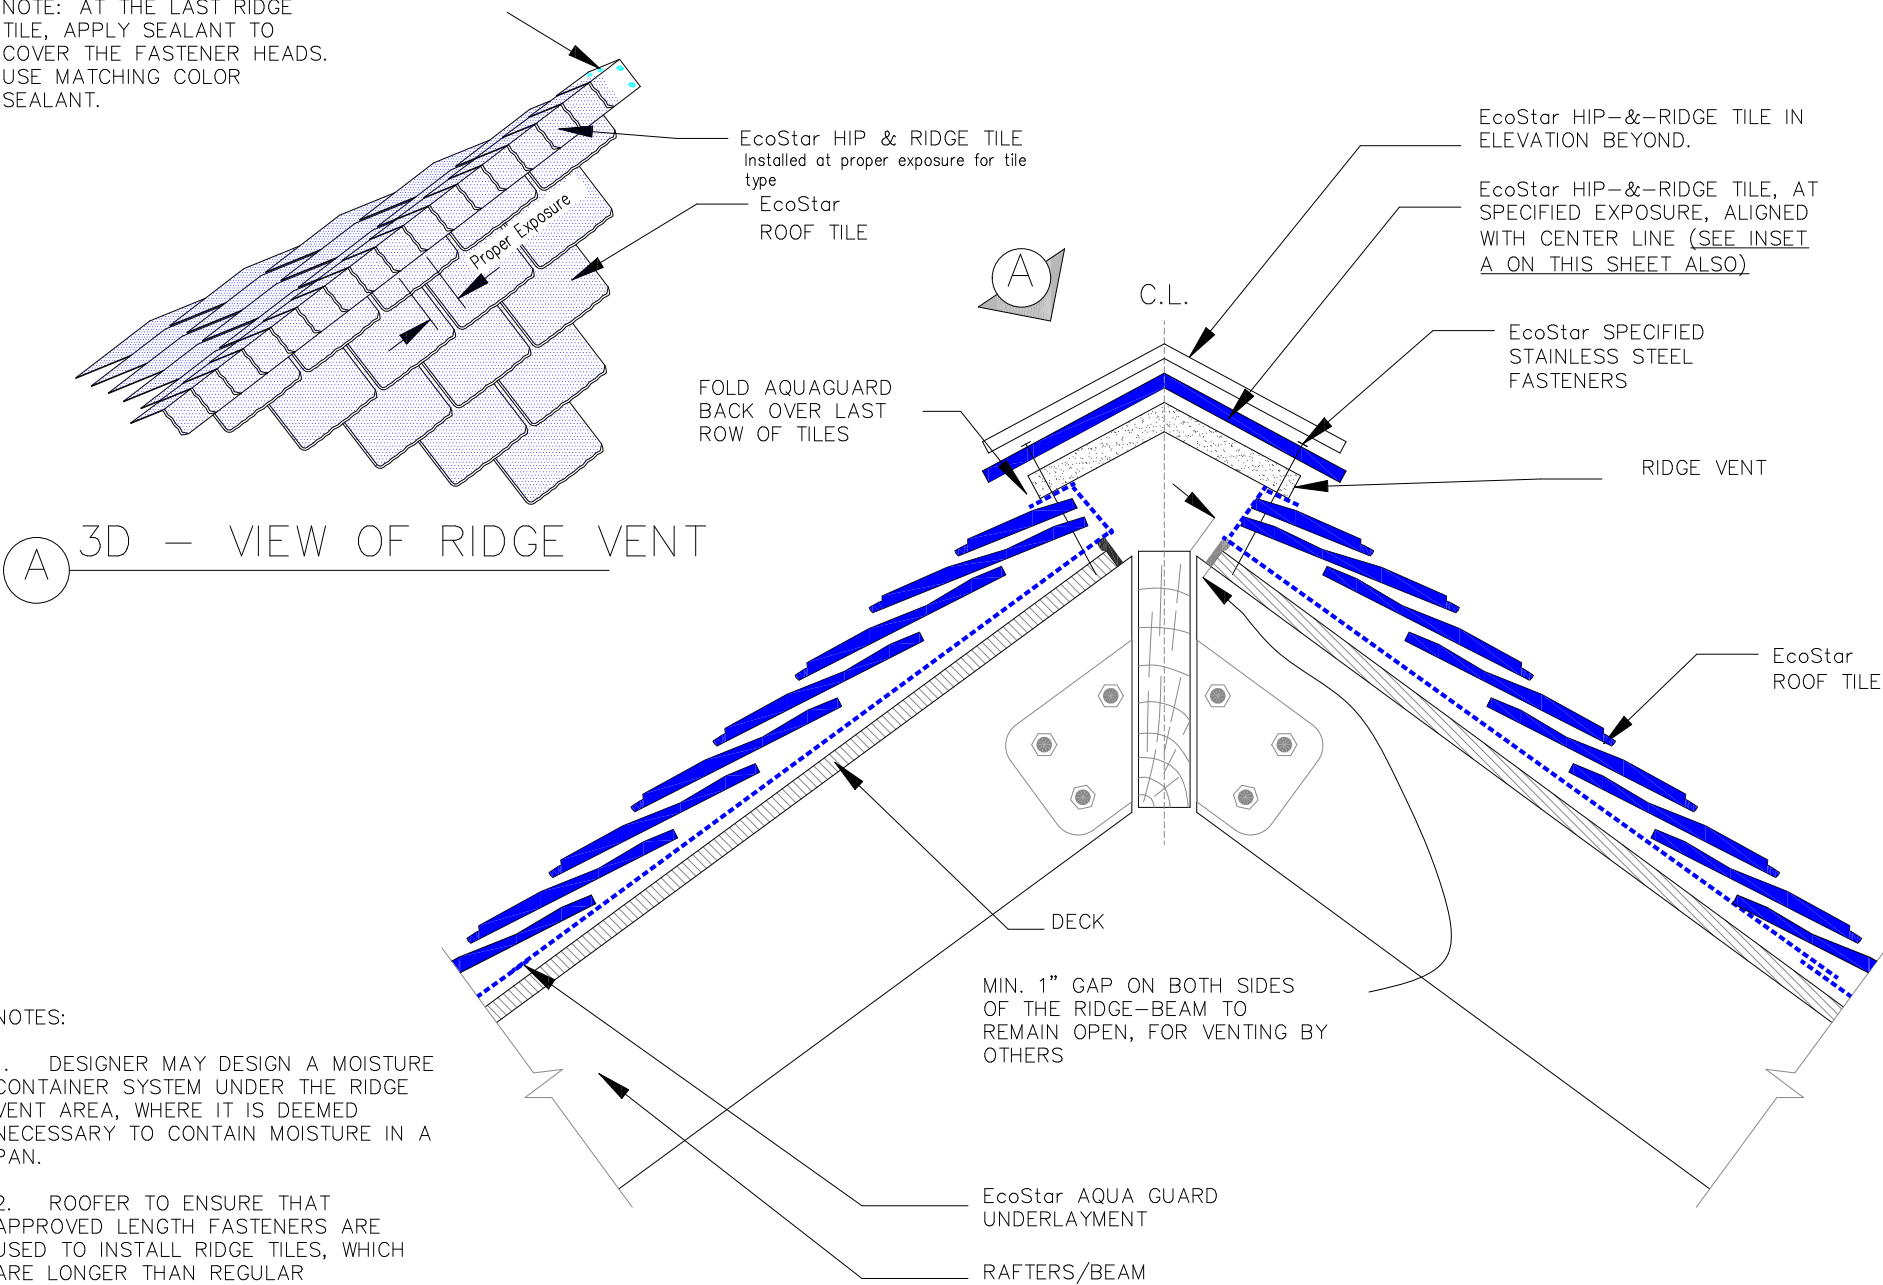 NOTE: AT THE LAST RIDGE
TILE, APPLY SEALANT TO
COVER THE FASTENER HEADS.
USE MATCHING COLOR
SEALANT.
EcoStar HIP & RIDGE TILE
Installed at proper exposure for tile
type
EcoStar
ROOF TILE
Proper Exposure
A 3D - VIEW OF RIDGE VENT
EcoStar HIP-&-RIDGE TILE IN
ELEVATION BEYOND.
EcoStar HIP-&-RIDGE TILE, AT
SPECIFIED EXPOSURE, ALIGNED
WITH CENTER LINE (SEE INSET
A ON THIS SHEET ALSO)
A
C.L.
EcoStar SPECIFIED
STAINLESS STEEL
FASTENERS
FOLD AQUAGUARD
BACK OVER LAST
ROW OF TILES
RIDGE VENT
EcoStar
ROOF TILE
DECK
MIN. 1" GAP ON BOTH SIDES
OF THE RIDGE-BEAM TO
REMAIN OPEN, FOR VENTING BY
OTHERS
EcoStar AQUA GUARD
UNDERLAYMENT
RAFTERS/BEAM
NOTES:
1. DESIGNER MAY DESIGN A MOISTURE
CONTAINER SYSTEM UNDER THE RIDGE
VENT AREA, WHERE IT IS DEEMED
NECESSARY TO CONTAIN MOISTURE IN A
PAN.
2. ROOFER TO ENSURE THAT
APPROVED LENGTH FASTENERS ARE
USED TO INSTALL RIDGE TILES, WHICH
ARE LONGER THAN REGULAR